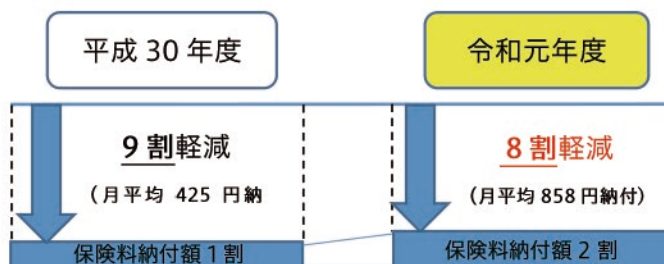 平成 30 年度
令和元年度
9 割軽減
8 割軽減
(月平均 425 円納
(月平均 858 円納付)
保険料納付額 1 割
保険料納付額 2 割